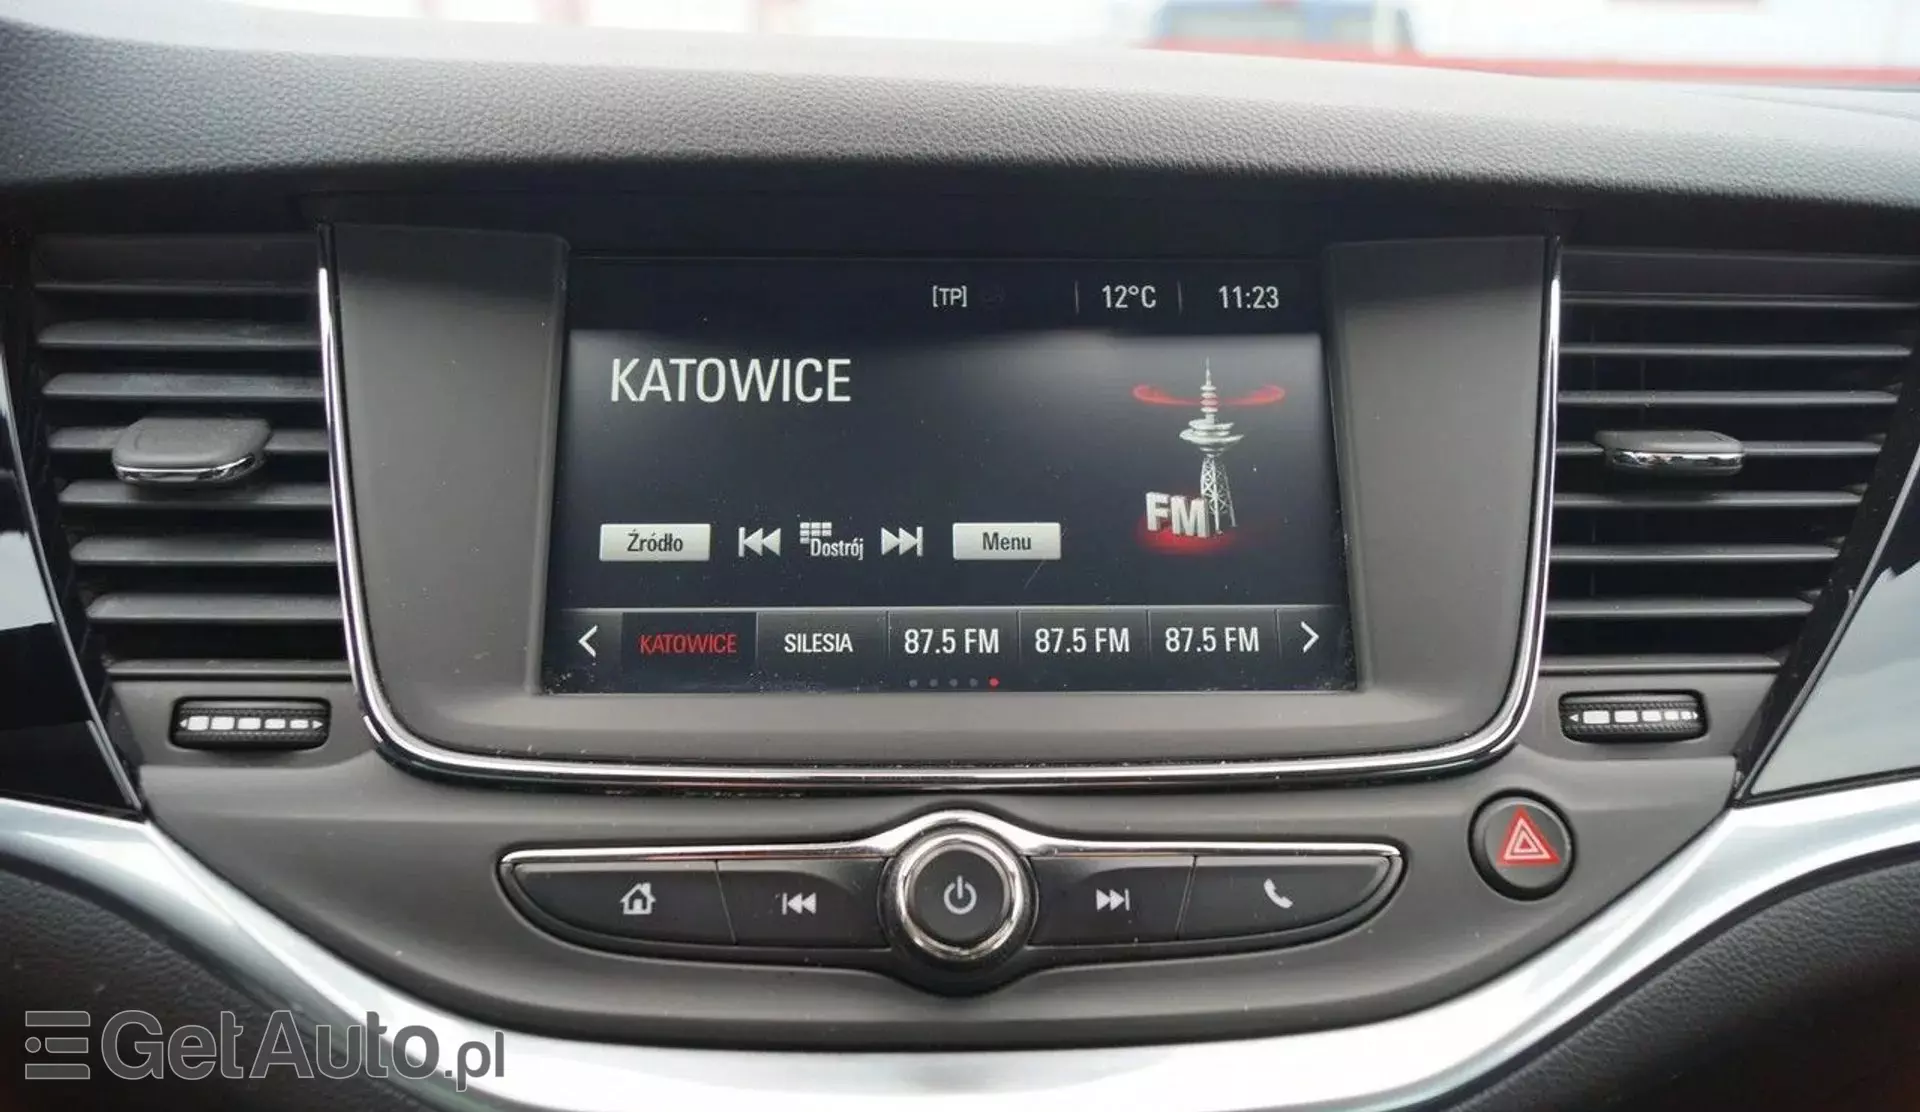 [TP] 12°C 11:23
KATOWICE
FM
Źródło Dostrój Menu
KATOWICE SILESIA 87.5 FM 87.5 FM 87.5 FM
GetAuto.pl